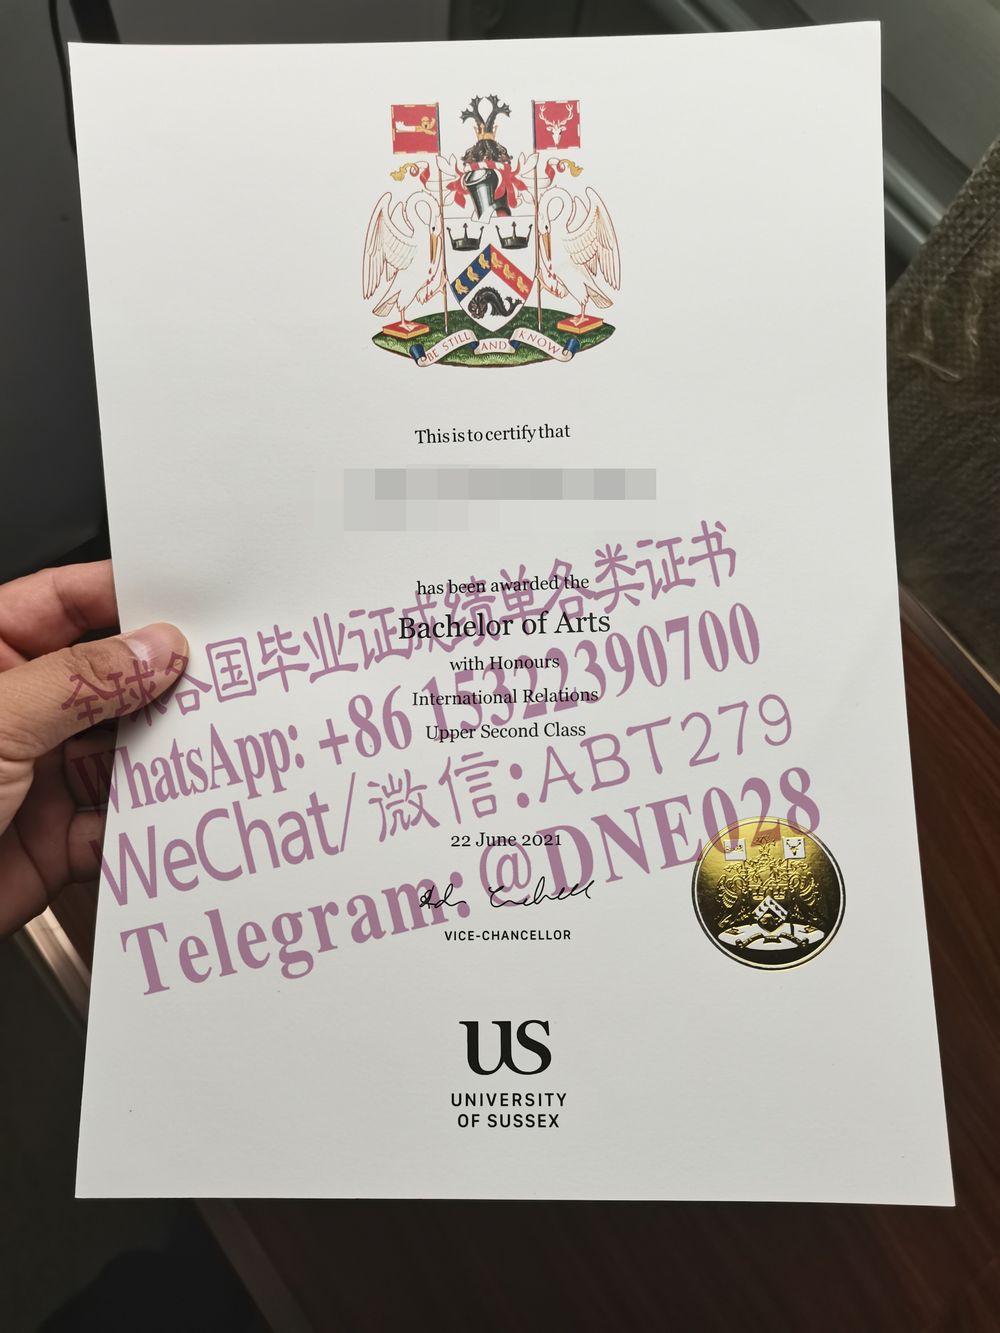 BE STILL AND KNOW
This is to certify that
has been awarded the
Bachelor of Arts
with Honours
International Relations
Upper Second Class
全球各国毕业证成绩单各类证书
WhatsApp: +86 15322390700
WeChat/微信:ABT279
Telegram:@DNE028
22 June 2021
VICE-CHANCELLOR
US
UNIVERSITY
OF SUSSEX